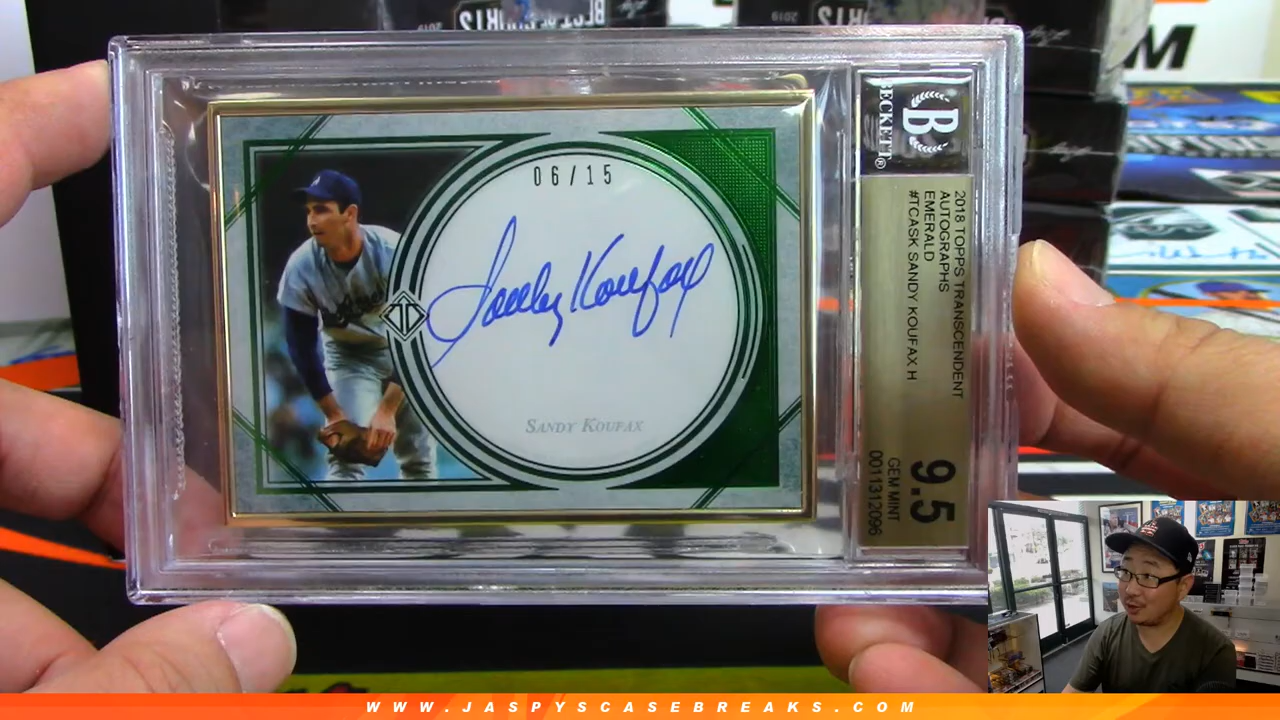 2019
BECKETT®
B
M
2018 TOPPS TRANSCENDENT
AUTOGRAPHS
EMERALD
#TCASK SANDY KOUFAX H
9.5
GEM MINT
0011312096
06/15
Sandy Koufax
SANDY KOUFAX
WWW.JASPYSCASEBREAKS.COM